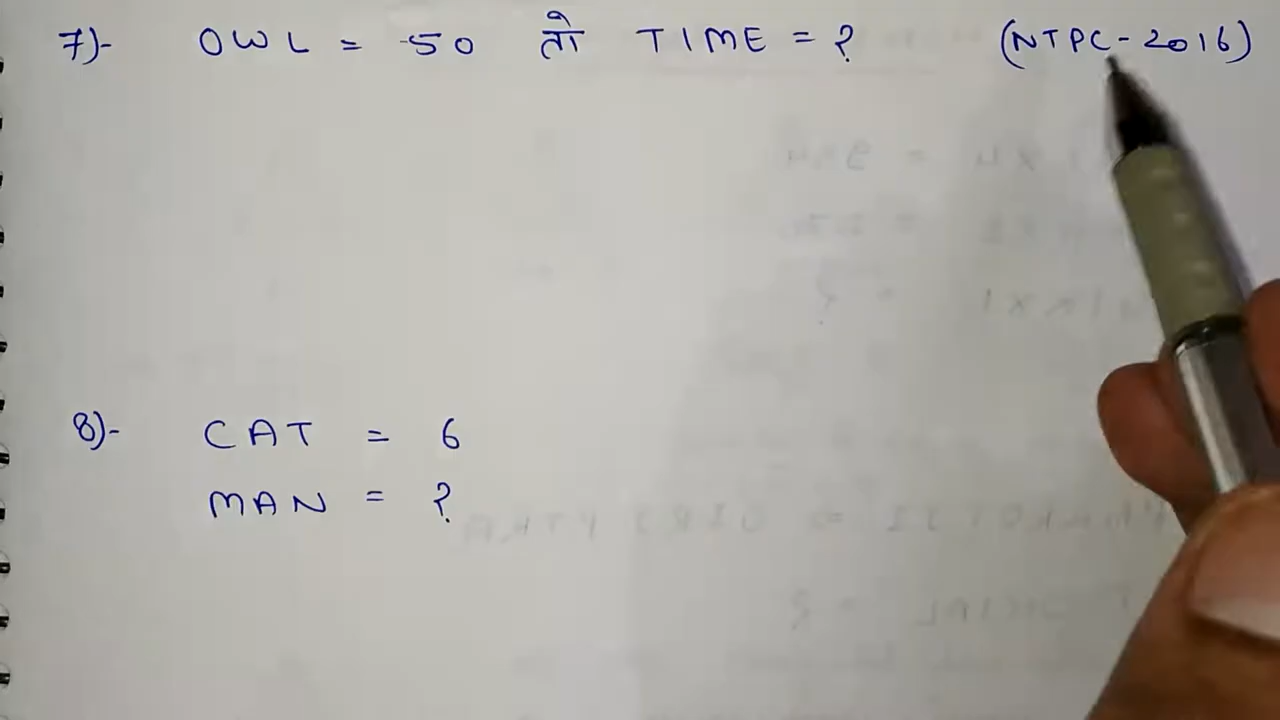 7)- OWL = 50 तो TIME = ? (NTPC-2016)
8)- CAT = 6
MAN = ?